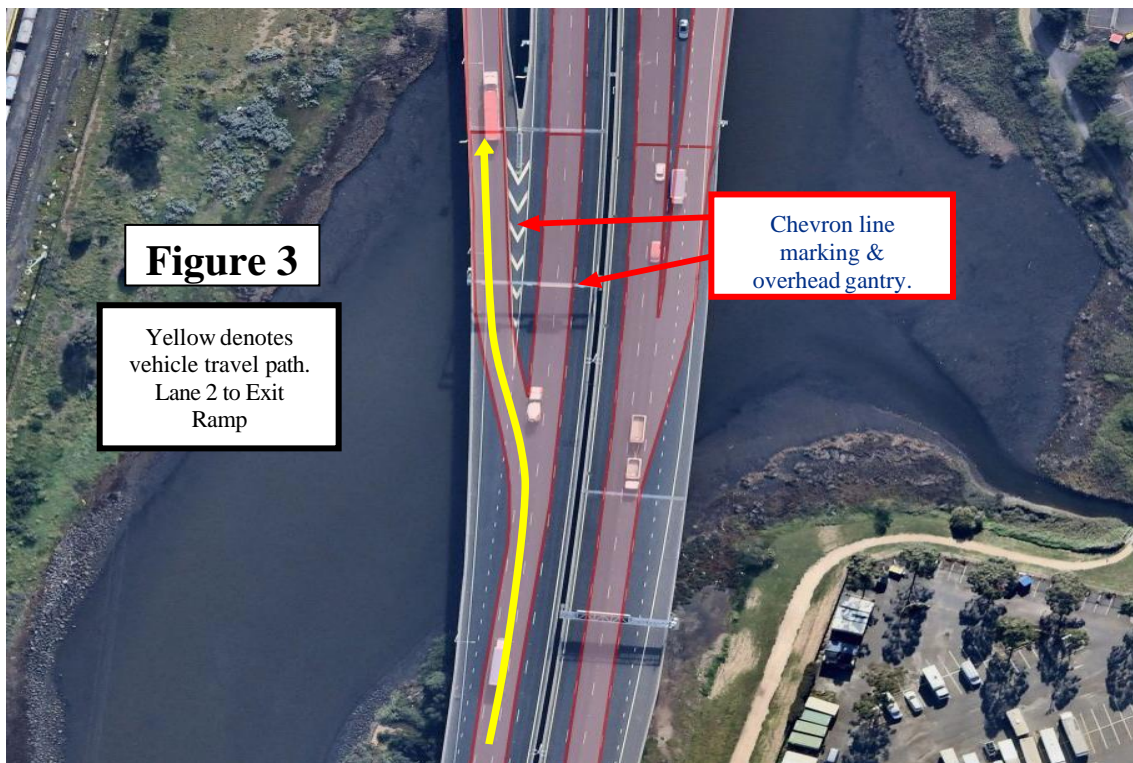 Figure 3
Yellow denotes
vehicle travel path.
Lane 2 to Exit
Ramp
Chevron line
marking &
overhead gantry.